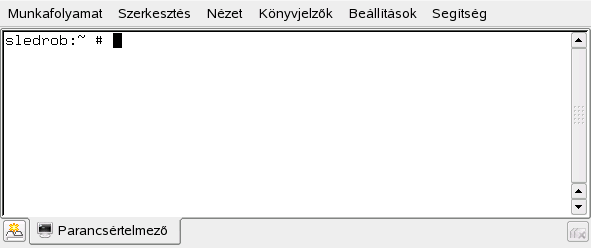 Munkafolyamat Szerkesztés Nézet Könyvjelzők Beállítások Segítség
sledrob:~ #
Parancsértelmező